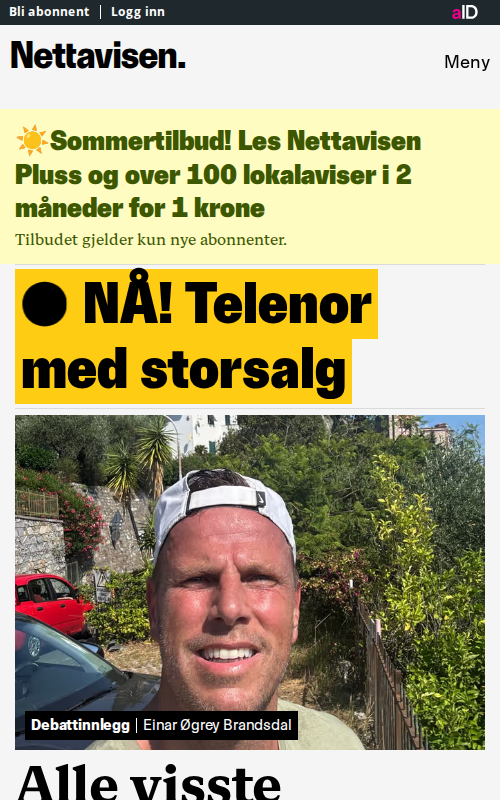 Bli abonnent | Logg inn
aID
Nettavisen.
Meny
☀️Sommertilbud! Les Nettavisen
Pluss og over 100 lokalaviser i 2
måneder for 1 krone
Tilbudet gjelder kun nye abonnenter.
● NÅ! Telenor
med storsalg
Debattinnlegg | Einar Øgrey Brandsdal
Alle visste